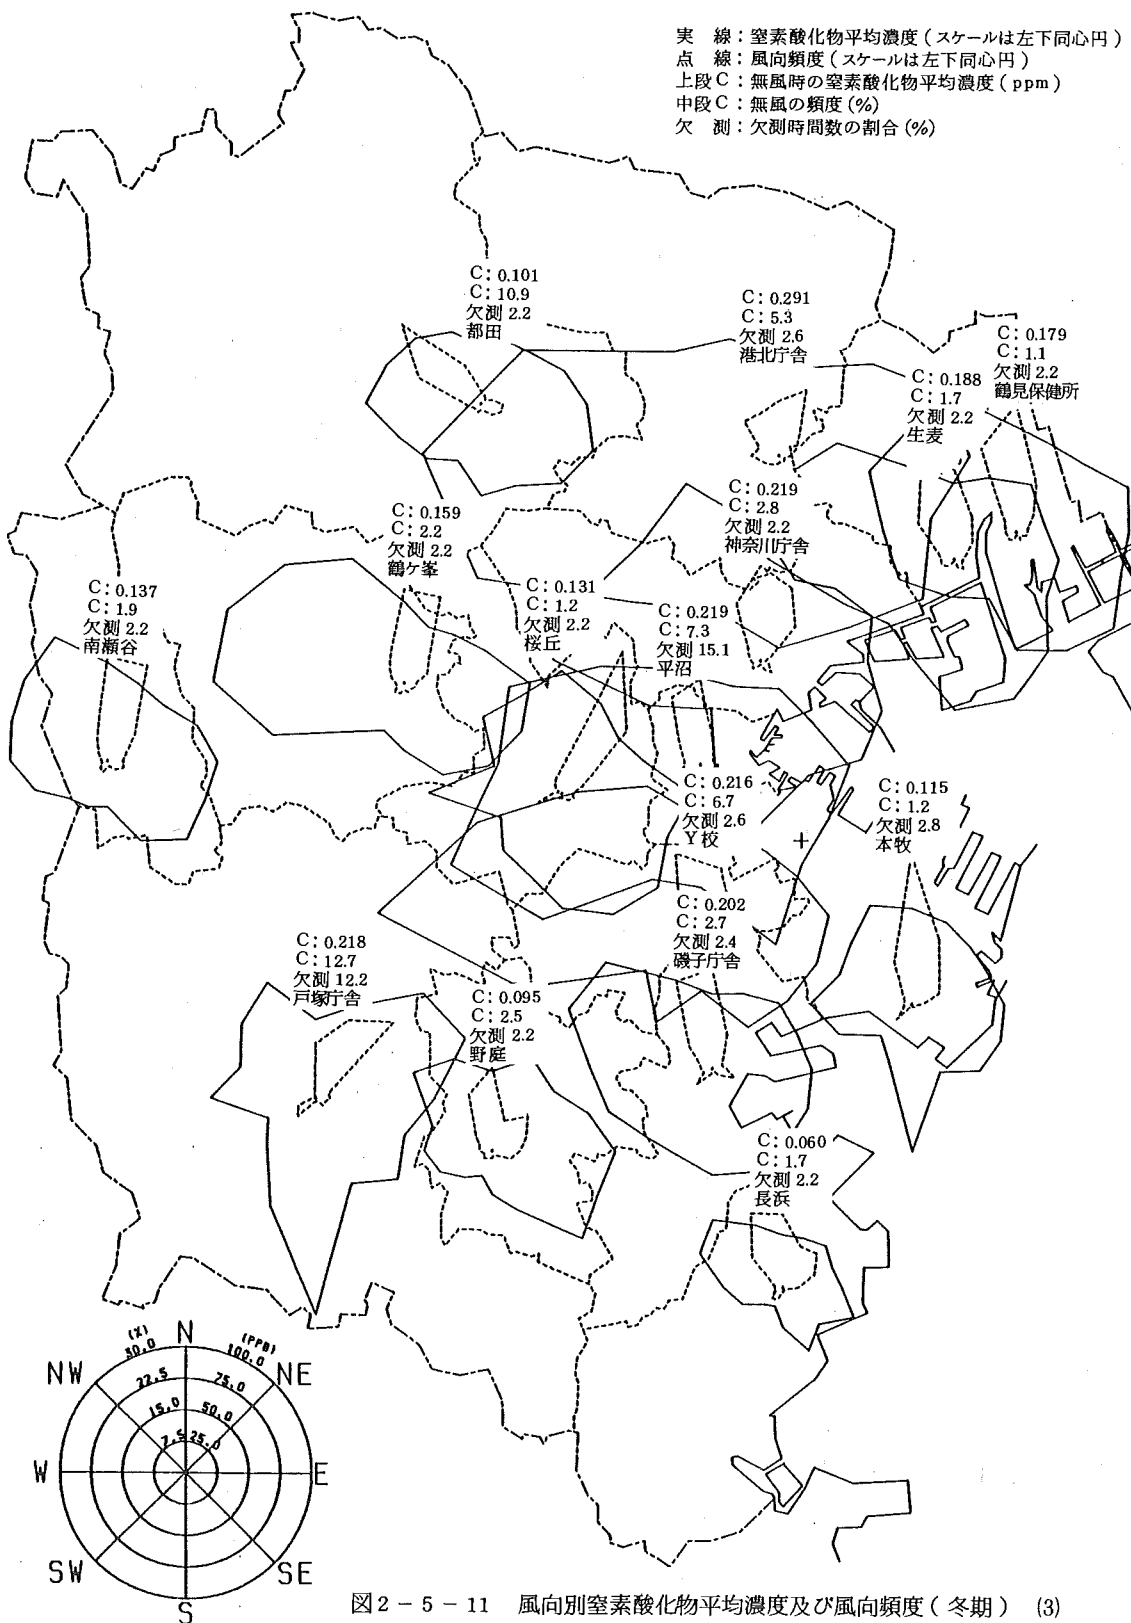 実 線：窒素酸化物平均濃度（スケールは左下同心円）
点 線：風向頻度（スケールは左下同心円）
上段C：無風時の窒素酸化物平均濃度（ppm）
中段C：無風の頻度（%）
欠 測：欠測時間数の割合（%）
C：0.101
C：10.9
欠測 2.2
都田
C：0.291
C：5.3
欠測 2.6
港北庁舎
C：0.179
C：1.1
欠測 2.2
鶴見保健所
C：0.188
C：1.7
欠測 2.2
生麦
C：0.219
C：2.8
欠測 2.2
神奈川庁舎
C：0.159
C：2.2
欠測 2.2
鶴ケ峯
C：0.137
C：1.9
欠測 2.2
南瀬谷
C：0.131
C：1.2
欠測 2.2
桜丘
C：0.219
C：7.3
欠測 15.1
平沼
C：0.216
C：6.7
欠測 2.6
Y校
C：0.115
C：1.2
欠測 2.8
本牧
C：0.202
C：2.7
欠測 2.4
磯子庁舎
C：0.218
C：12.7
欠測 12.2
戸塚庁舎
C：0.095
C：2.5
欠測 2.2
野庭
C：0.060
C：1.7
欠測 2.2
長浜
(%) N (PPB)
30.0 100.0
NW NE
22.5 75.0
15.0 50.0
7.5 25.0
W E
SW SE
S
図2－5－11 風向別窒素酸化物平均濃度及び風向頻度（冬期） (3)